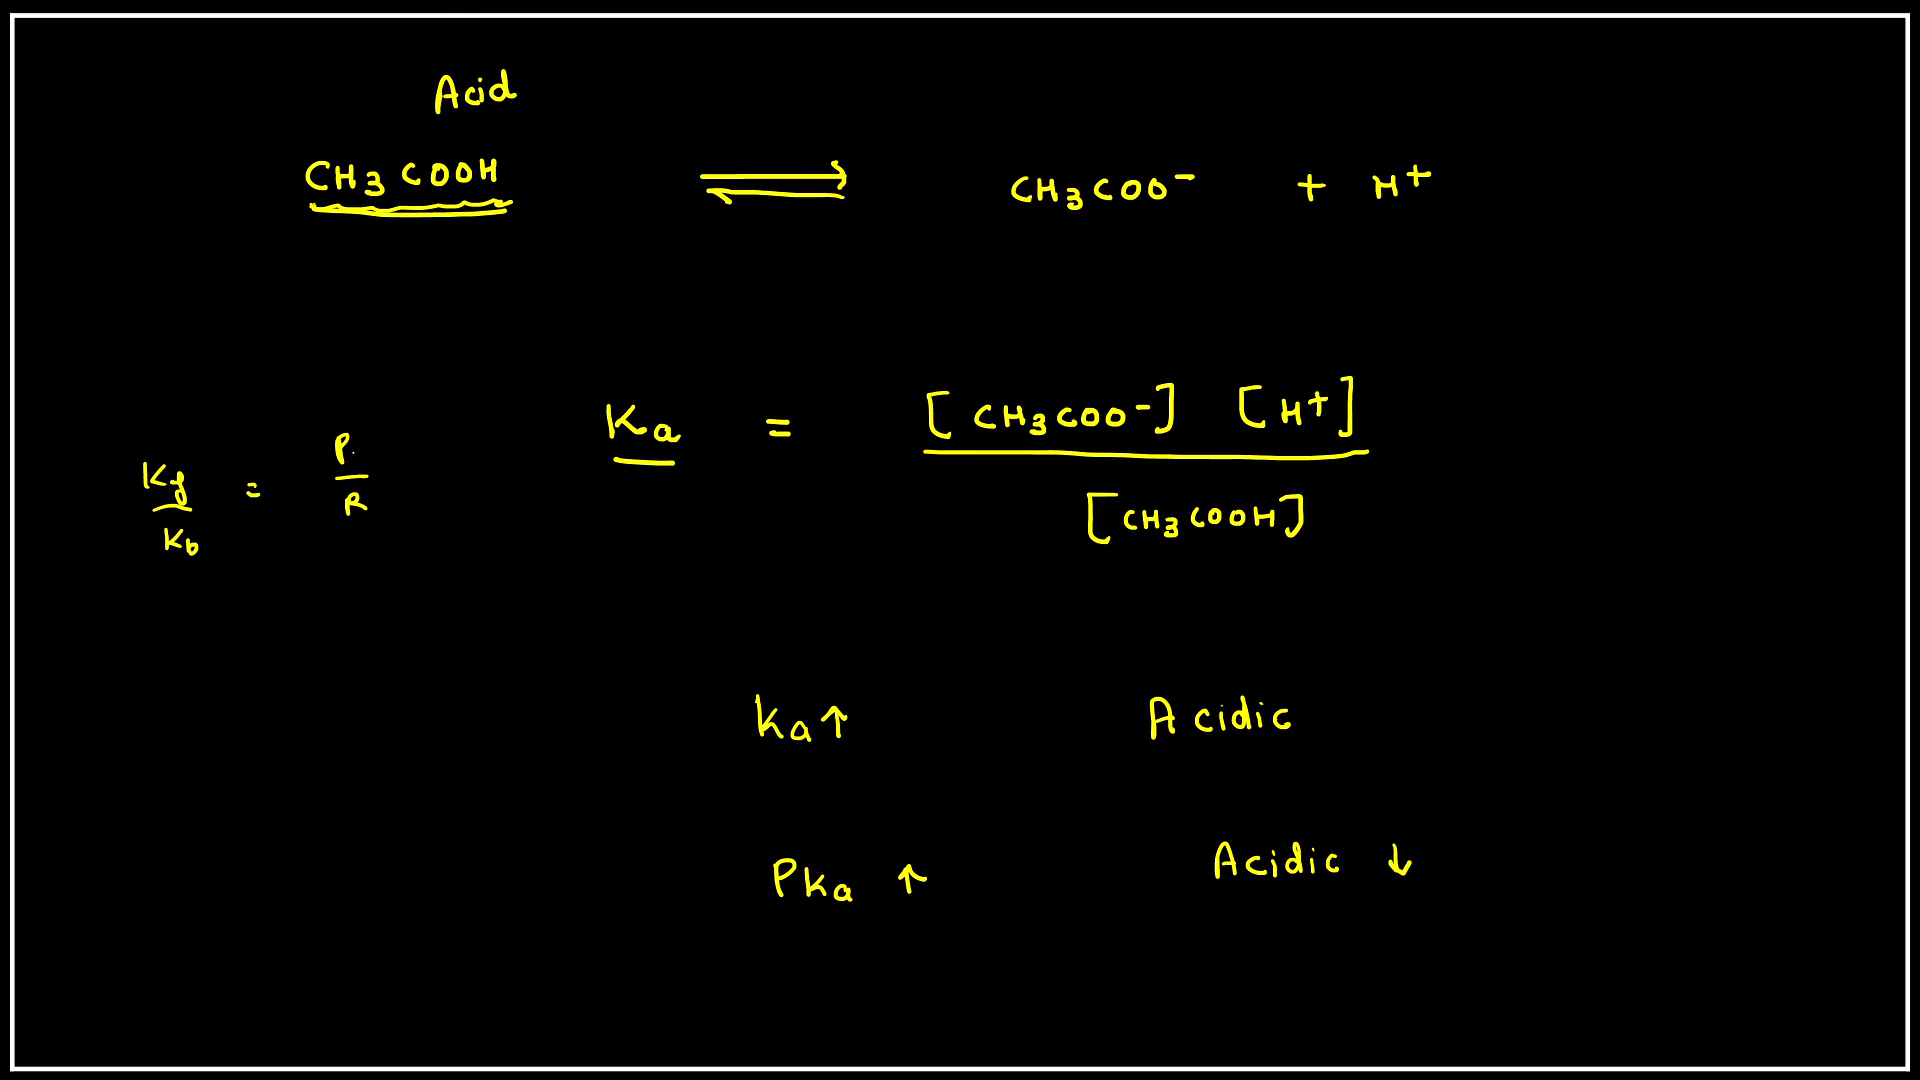 Acid
CH3COOH ⇌ CH3COO⁻ + H⁺
Ka = [CH3COO⁻] [H⁺] / [CH3COOH]
Kf / Kb = P. / R
Ka↑ Acidic
PKa ↑ Acidic ↓